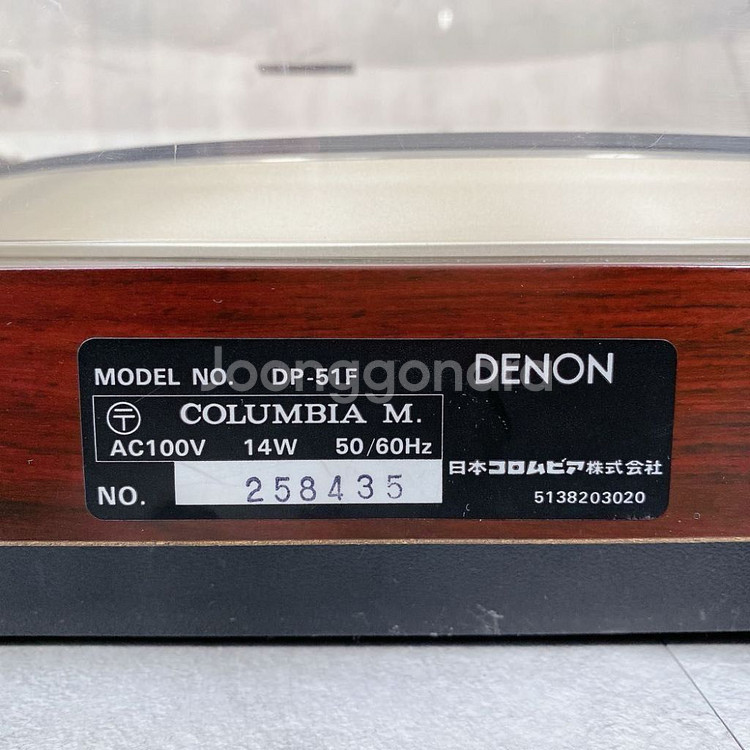 MODEL NO. DP-51F
DENON
〒 COLUMBIA M.
AC100V 14W 50/60Hz
NO. 258435
日本コロムビア株式会社
5138203020
Joonggonara